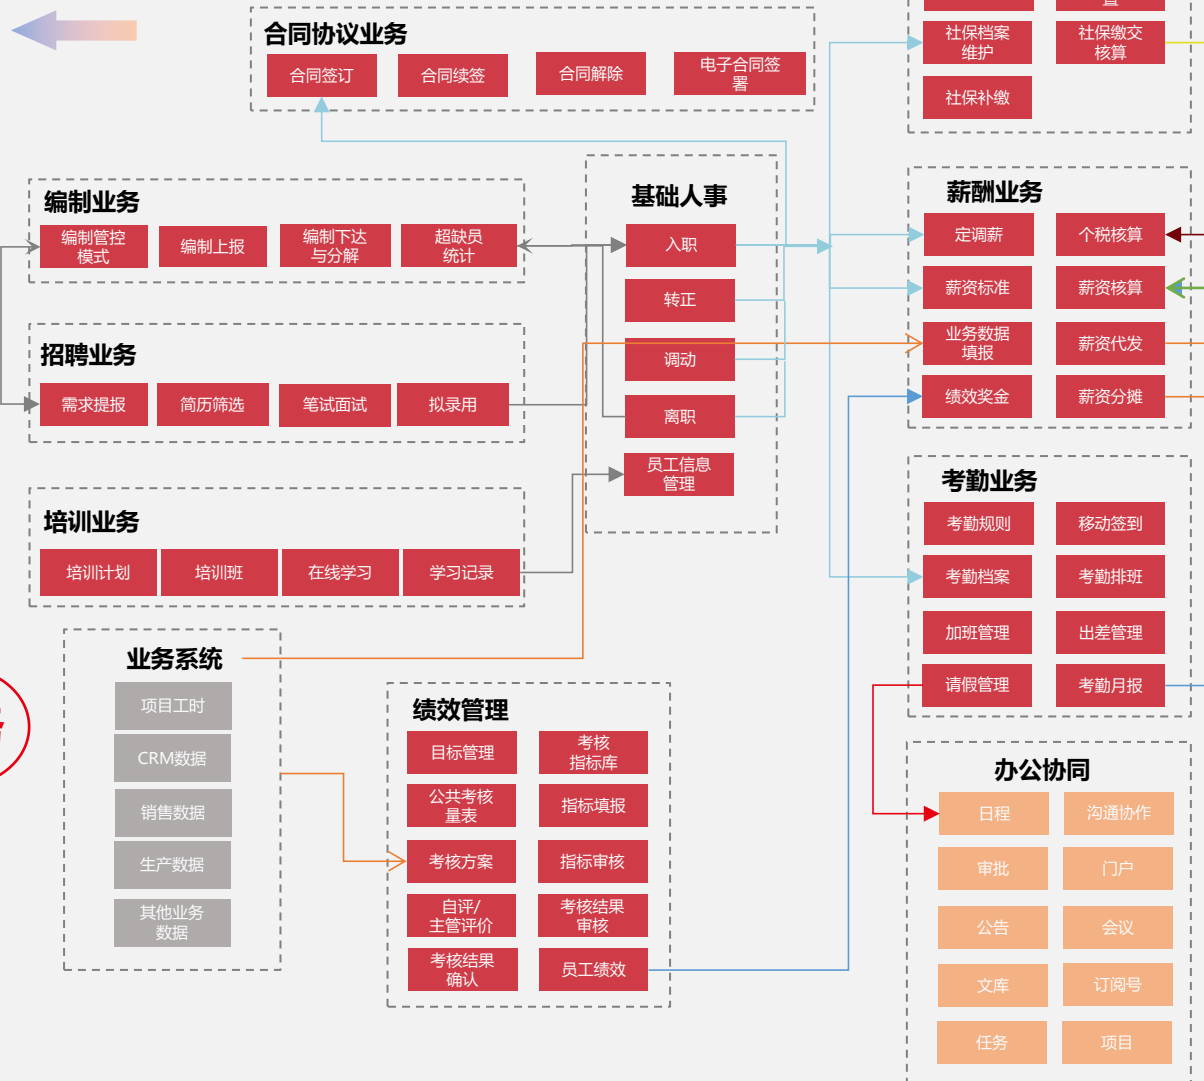 合同协议业务
合同签订
合同续签
合同解除
电子合同签
署
置
社保档案
维护
社保缴交
核算
社保补缴
编制业务
编制管控
模式
编制上报
编制下达
与分解
超缺员
统计
招聘业务
需求提报
简历筛选
笔试面试
拟录用
培训业务
培训计划
培训班
在线学习
学习记录
基础人事
入职
转正
调动
离职
员工信息
管理
薪酬业务
定调薪
个税核算
薪资标准
薪资核算
业务数据
填报
薪资代发
绩效奖金
薪资分摊
考勤业务
考勤规则
移动签到
考勤档案
考勤排班
加班管理
出差管理
请假管理
考勤月报
业务系统
项目工时
CRM数据
销售数据
生产数据
其他业务
数据
绩效管理
目标管理
考核
指标库
公共考核
量表
指标填报
考核方案
指标审核
自评/
主管评价
考核结果
审核
考核结果
确认
员工绩效
办公协同
日程
沟通协作
审批
门户
公告
会议
文库
订阅号
任务
项目